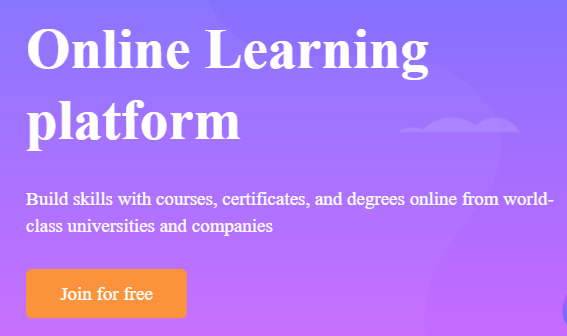 Online Learning
platform
Build skills with courses, certificates, and degrees online from world-
class universities and companies
Join for free